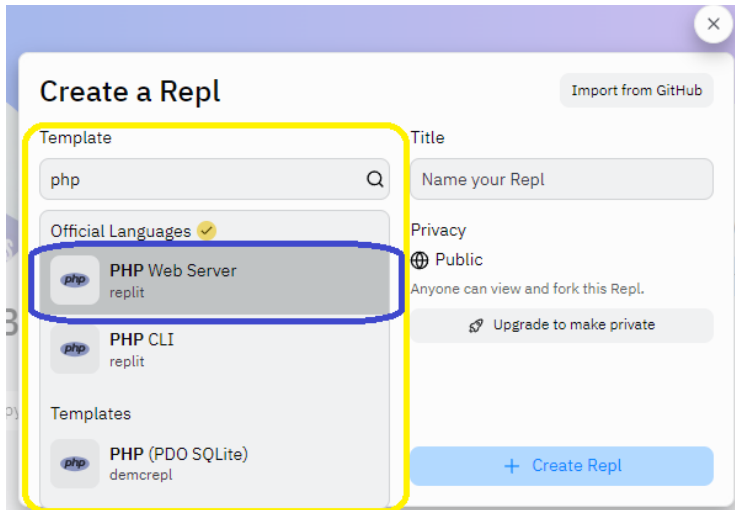 Create a Repl
Import from GitHub
Template
php
Official Languages
php
PHP Web Server
replit
php
PHP CLI
replit
Templates
php
PHP (PDO SQLite)
demcrepl
Title
Name your Repl
Privacy
Public
Anyone can view and fork this Repl.
Upgrade to make private
+ Create Repl